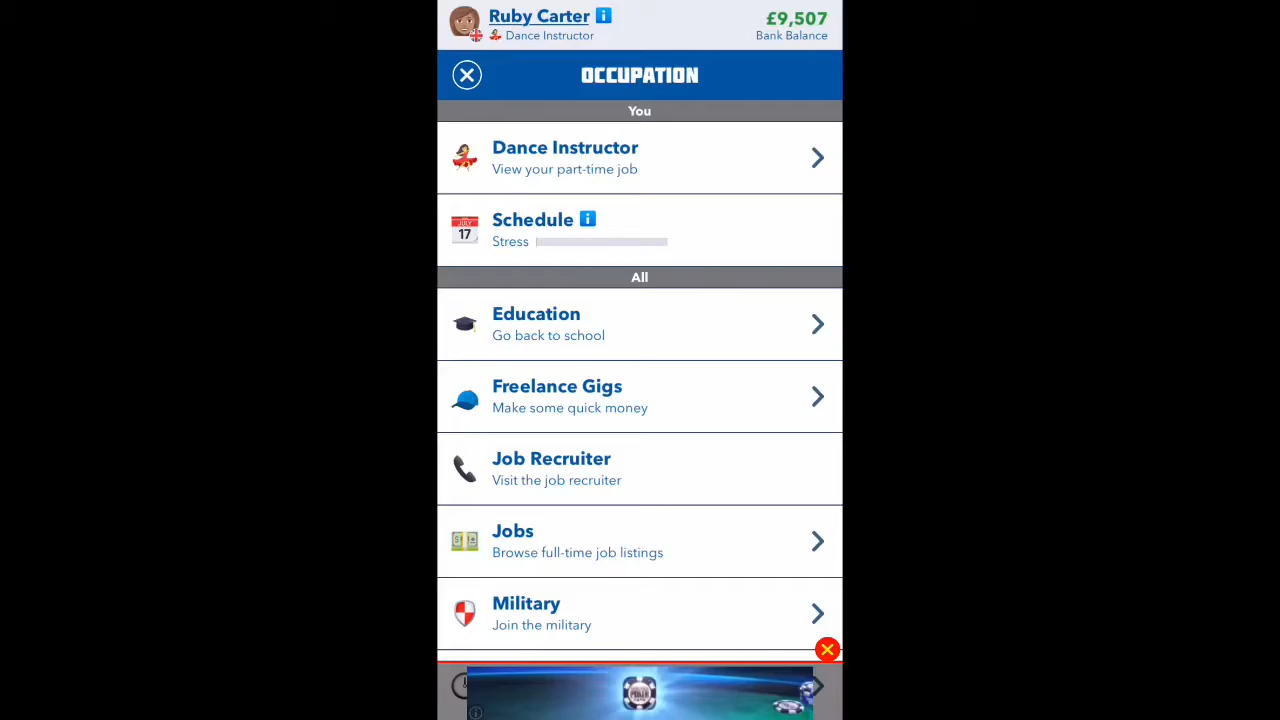 Ruby Carter
£9,507
Dance Instructor
Bank Balance
OCCUPATION
You
Dance Instructor
View your part-time job
JULY
17
Schedule
Stress
All
Education
Go back to school
Freelance Gigs
Make some quick money
Job Recruiter
Visit the job recruiter
Jobs
Browse full-time job listings
Military
Join the military